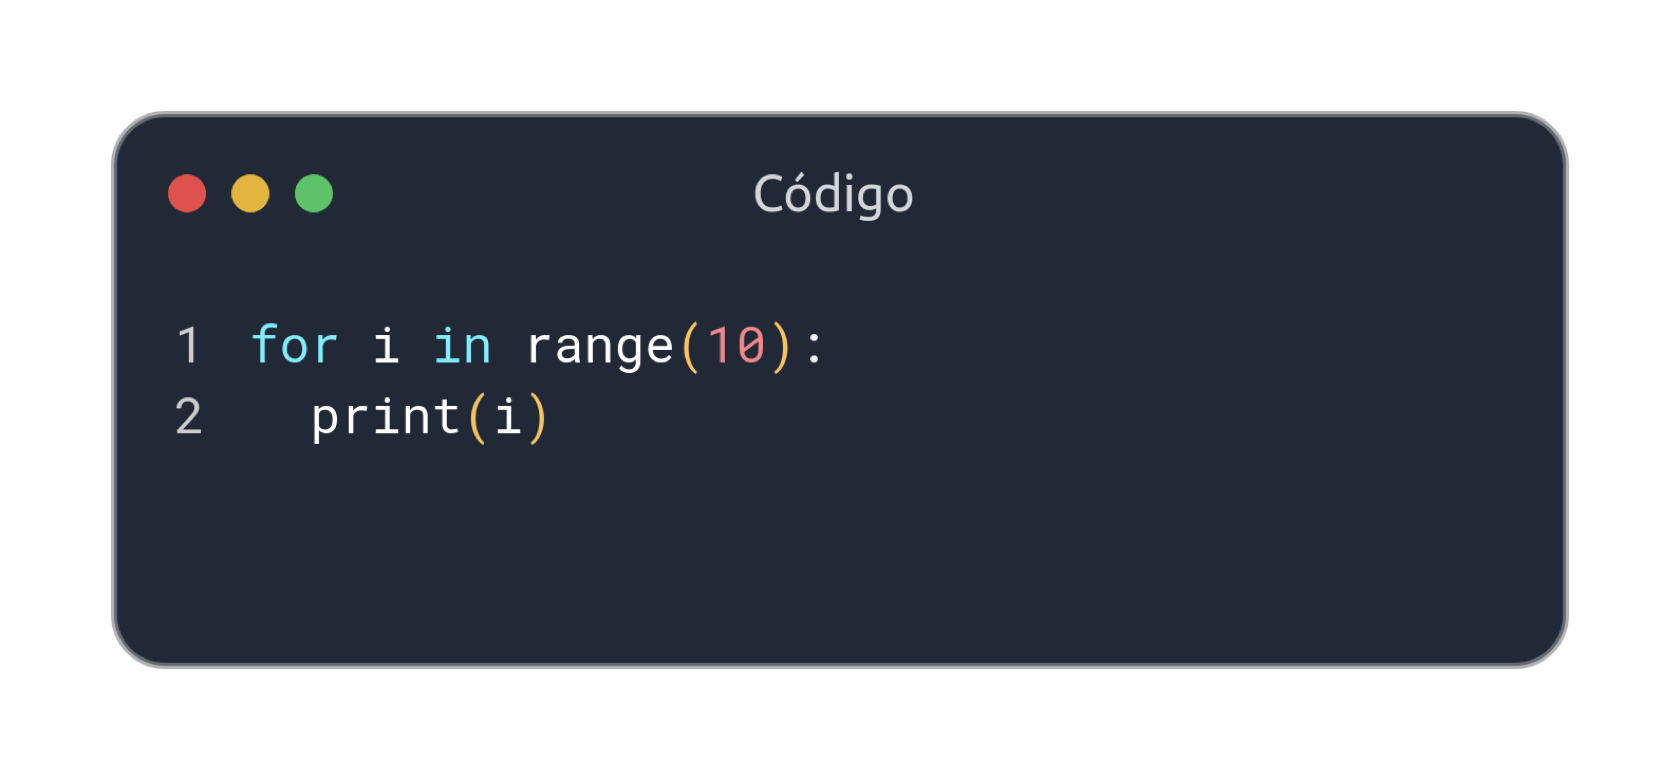 Código
1 for i in range(10):
2   print(i)